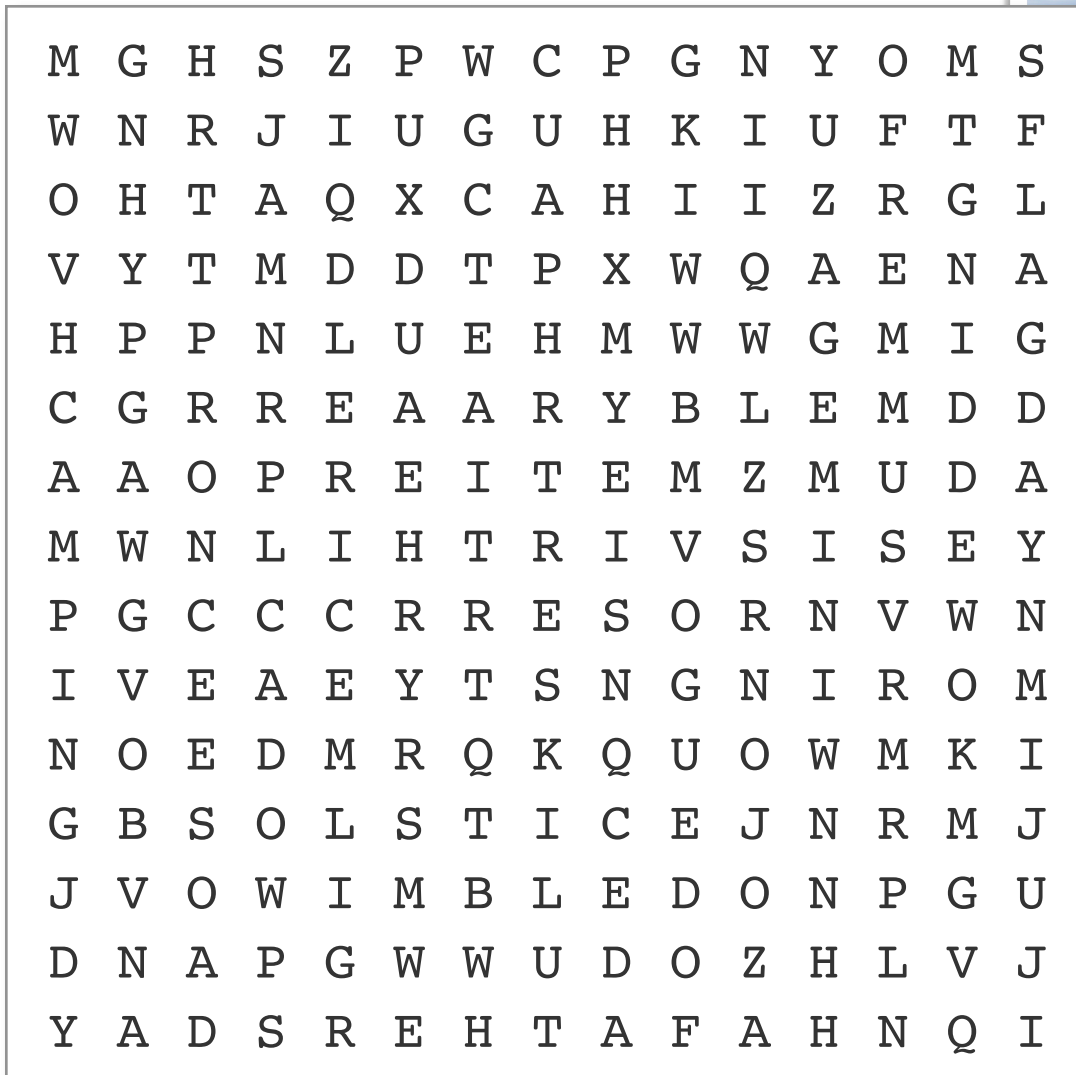 M G H S Z P W C P G N Y O M S
W N R J I U G U H K I U F T F
O H T A Q X C A H I I Z R G L
V Y T M D D T P X W Q A E N A
H P P N L U E H M W W G M I G
C G R R E A A R Y B L E M D D
A A O P R E I T E M Z M U D A
M W N L I H T R I V S I S E Y
P G C C C R R E S O R N V W N
I V E A E Y T S N G N I R O M
N O E D M R Q K Q U O W M K I
G B S O L S T I C E J N R M J
J V O W I M B L E D O N P G U
D N A P G W W U D O Z H L V J
Y A D S R E H T A F A H N Q I